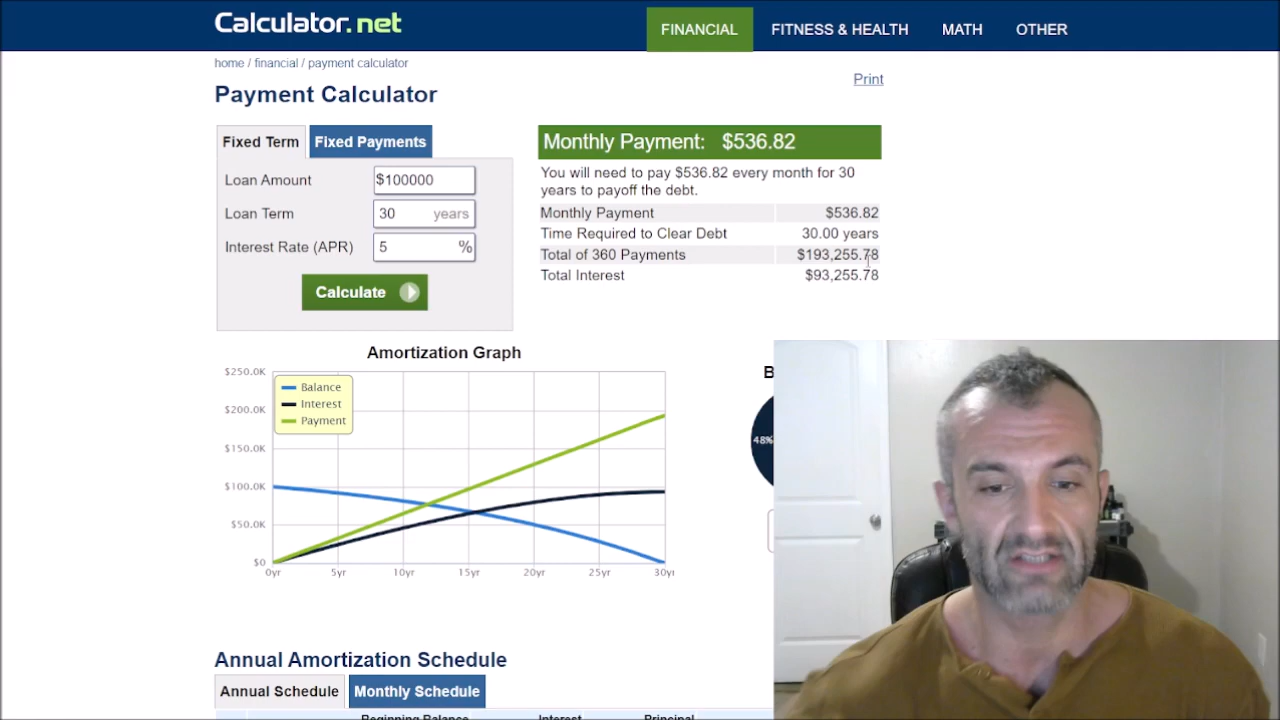 Calculator.net
FINANCIAL
FITNESS & HEALTH
MATH
OTHER
home / financial / payment calculator
Print
Payment Calculator
Fixed Term
Fixed Payments
Loan Amount
$100000
Loan Term
30 years
Interest Rate (APR)
5 %
Calculate
Monthly Payment: $536.82
You will need to pay $536.82 every month for 30
years to payoff the debt.
Monthly Payment $536.82
Time Required to Clear Debt 30.00 years
Total of 360 Payments $193,255.78
Total Interest $93,255.78
Amortization Graph
$250.0K
$200.0K
$150.0K
$100.0K
$50.0K
$0
Balance
Interest
Payment
0yr 5yr 10yr 15yr 20yr 25yr 30yr
B
48%
Annual Amortization Schedule
Annual Schedule
Monthly Schedule
Beginning Balance Interest Principal